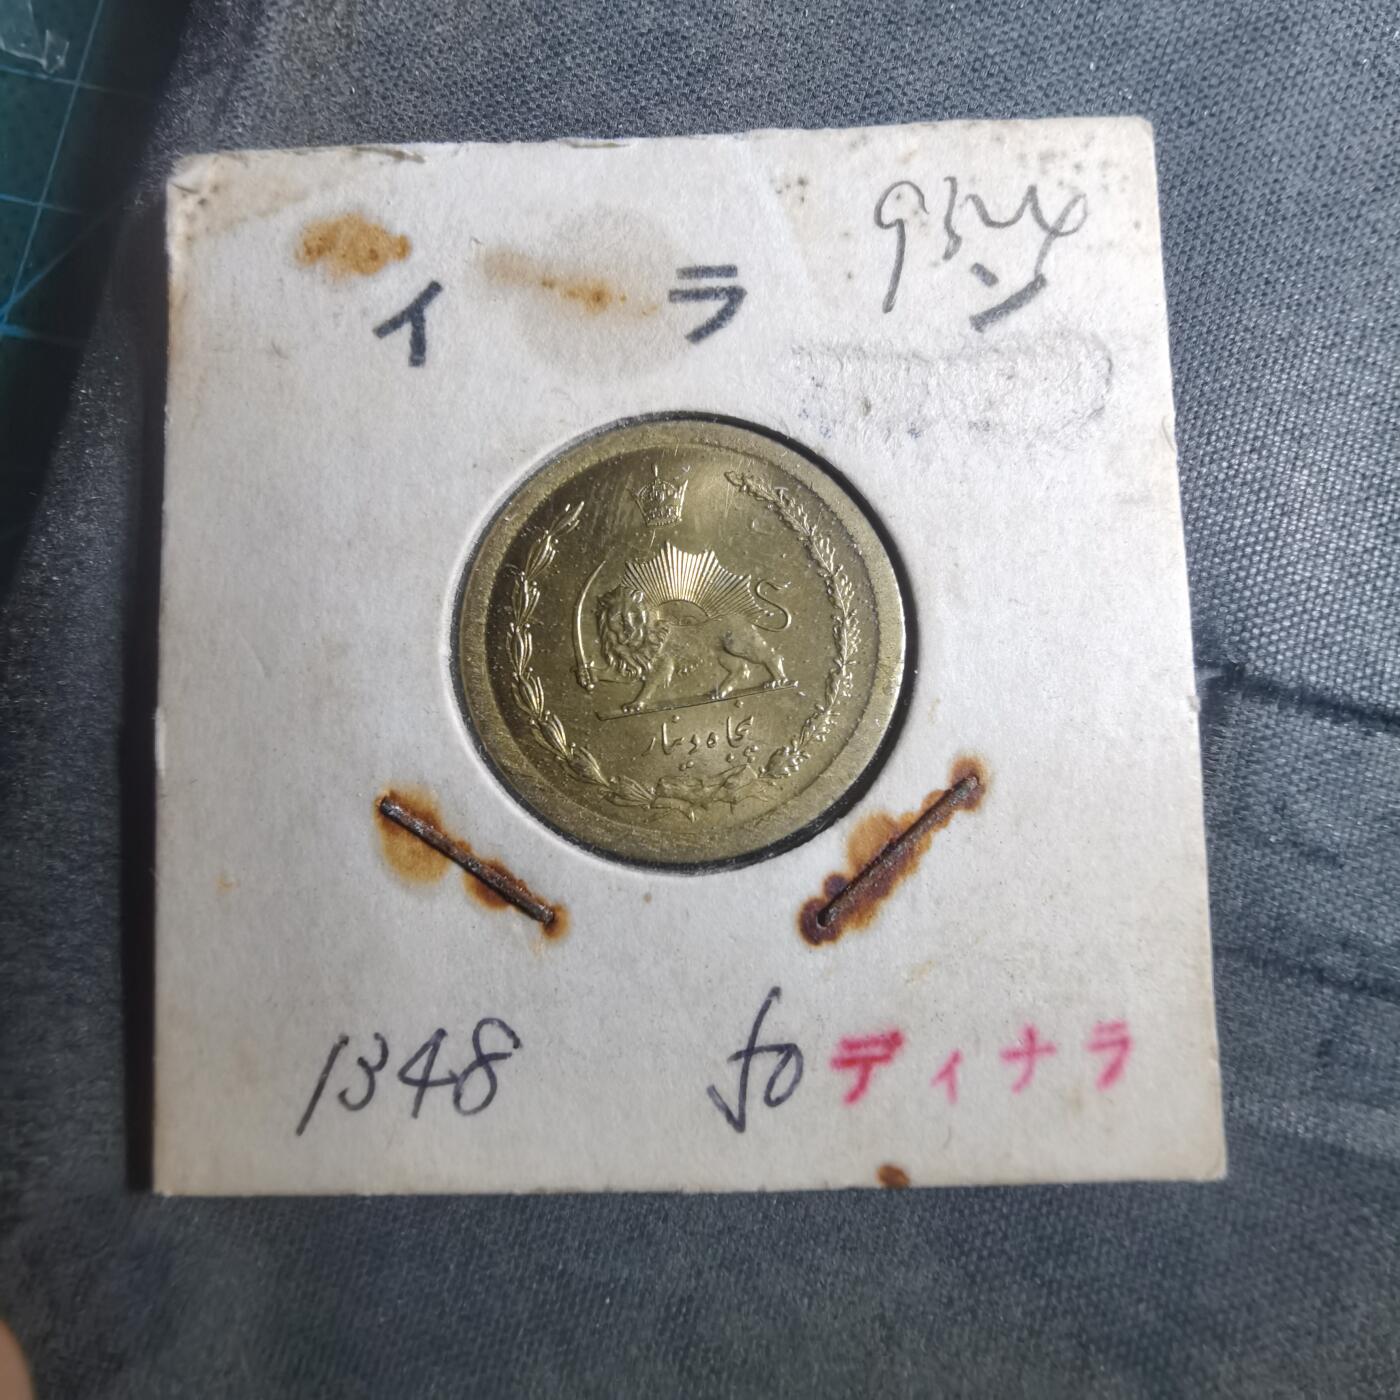 イラン
پنجاه دینار
1348
50 ディナラ